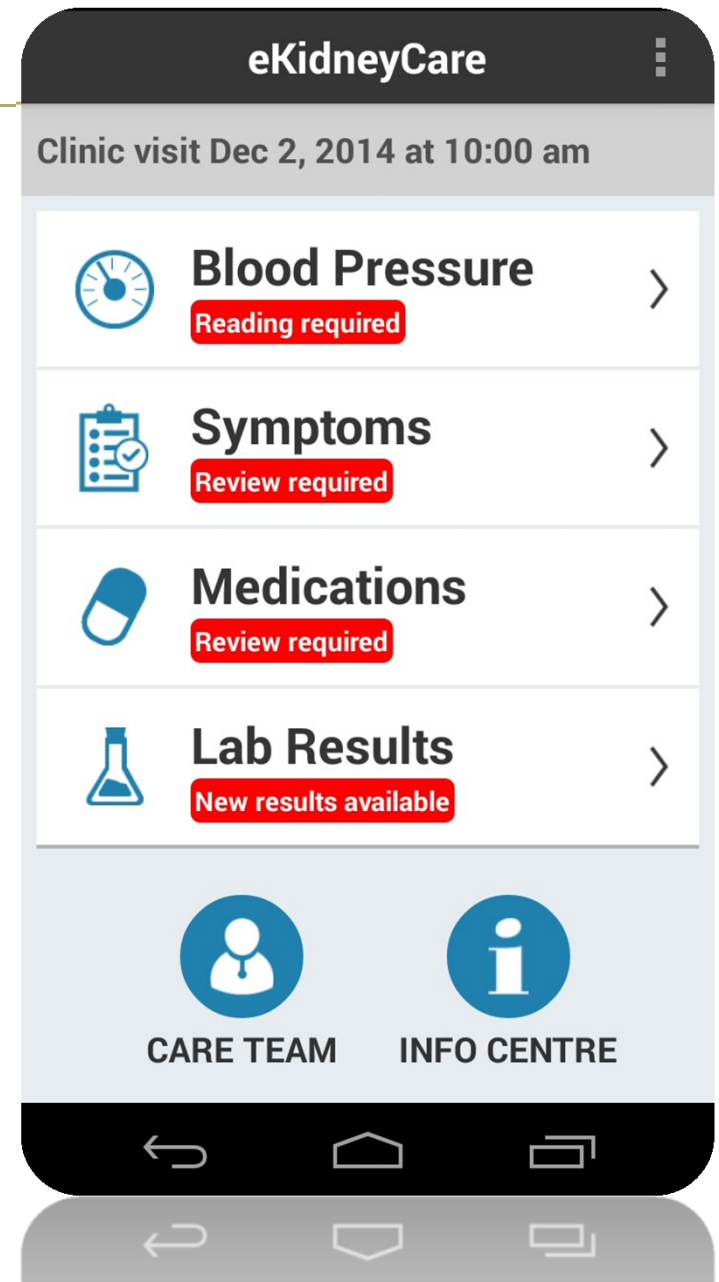 eKidneyCare
Clinic visit Dec 2, 2014 at 10:00 am
Blood Pressure
Reading required
Symptoms
Review required
Medications
Review required
Lab Results
New results available
CARE TEAM
INFO CENTRE